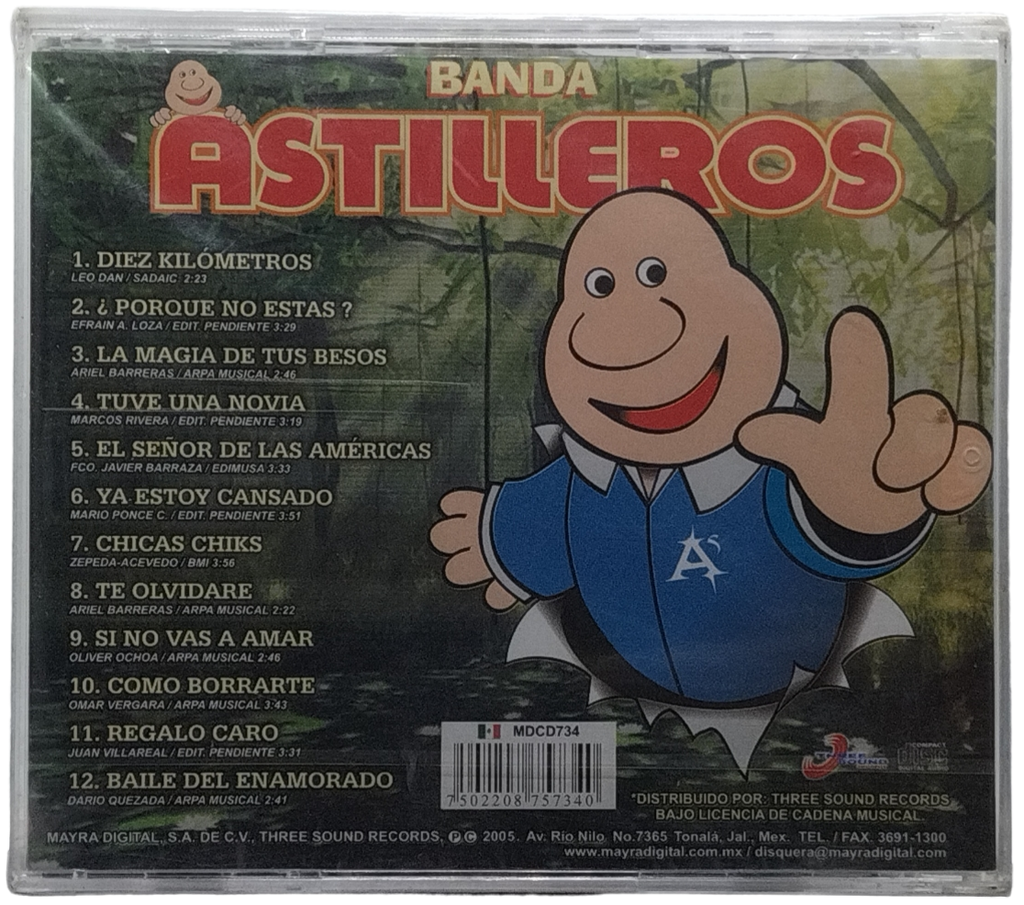 BANDA
ASTILLEROS
1. DIEZ KILÓMETROS
LEO DAN / SADAIC 2:23
2. ¿ PORQUE NO ESTAS ?
EFRAIN A. LOZA / EDIT. PENDIENTE 3:29
3. LA MAGIA DE TUS BESOS
ARIEL BARRERAS / ARPA MUSICAL 2:46
4. TUVE UNA NOVIA
MARCOS RIVERA / EDIT. PENDIENTE 3:19
5. EL SEÑOR DE LAS AMÉRICAS
FCO. JAVIER BARRAZA / EDIMUSA 3:33
6. YA ESTOY CANSADO
MARIO PONCE C. / EDIT. PENDIENTE 3:51
7. CHICAS CHIKS
ZEPEDA-ACEVEDO / BMI 3:56
8. TE OLVIDARE
ARIEL BARRERAS / ARPA MUSICAL 2:22
9. SI NO VAS A AMAR
OLIVER OCHOA / ARPA MUSICAL 2:46
10. COMO BORRARTE
OMAR VERGARA / ARPA MUSICAL 3:43
11. REGALO CARO
JUAN VILLAREAL / EDIT. PENDIENTE 3:31
12. BAILE DEL ENAMORADO
DARIO QUEZADA / ARPA MUSICAL 2:41
As
MDCD734
7 502208 757340
THREE SOUND
COMPACT
DISC
DIGITAL AUDIO
*DISTRIBUIDO POR: THREE SOUND RECORDS
BAJO LICENCIA DE CADENA MUSICAL.
MAYRA DIGITAL, S.A. DE C.V., THREE SOUND RECORDS, ℗© 2005. Av. Río Nilo. No.7365 Tonalá, Jal., Mex. TEL. / FAX. 3691-1300
www.mayradigital.com.mx / disquera@mayradigital.com